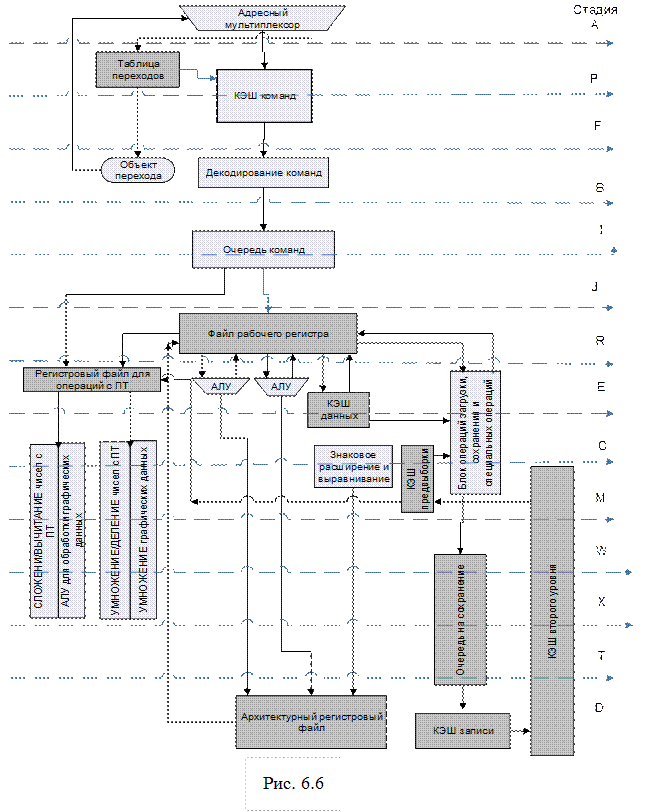 Стадия
Адресный
мультиплексор
A
Таблица
переходов
P
КЭШ команд
F
Объект
перехода
Декодирование команд
B
I
Очередь команд
J
Файл рабочего регистра
R
Регистровый файл для
операций с ПТ
АЛУ
АЛУ
E
КЭШ
данных
Блок операций загрузки,
сохранения и
специальных операций
C
Знаковое
расширение и
выравнивание
КЭШ
предвыборки
M
СЛОЖЕНИ/ВЫЧИТАНИЕ чисел с
ПТ
АЛУ для обработки графических
данных
УМНОЖЕНИЕ/ДЕЛЕНИЕ чисел с ПТ
УМНОЖЕНИЕ графических данных
W
Очередь на сохранение
КЭШ второго уровня
X
T
D
Архитектурный регистровый
файл
КЭШ записи
Рис. 6.6